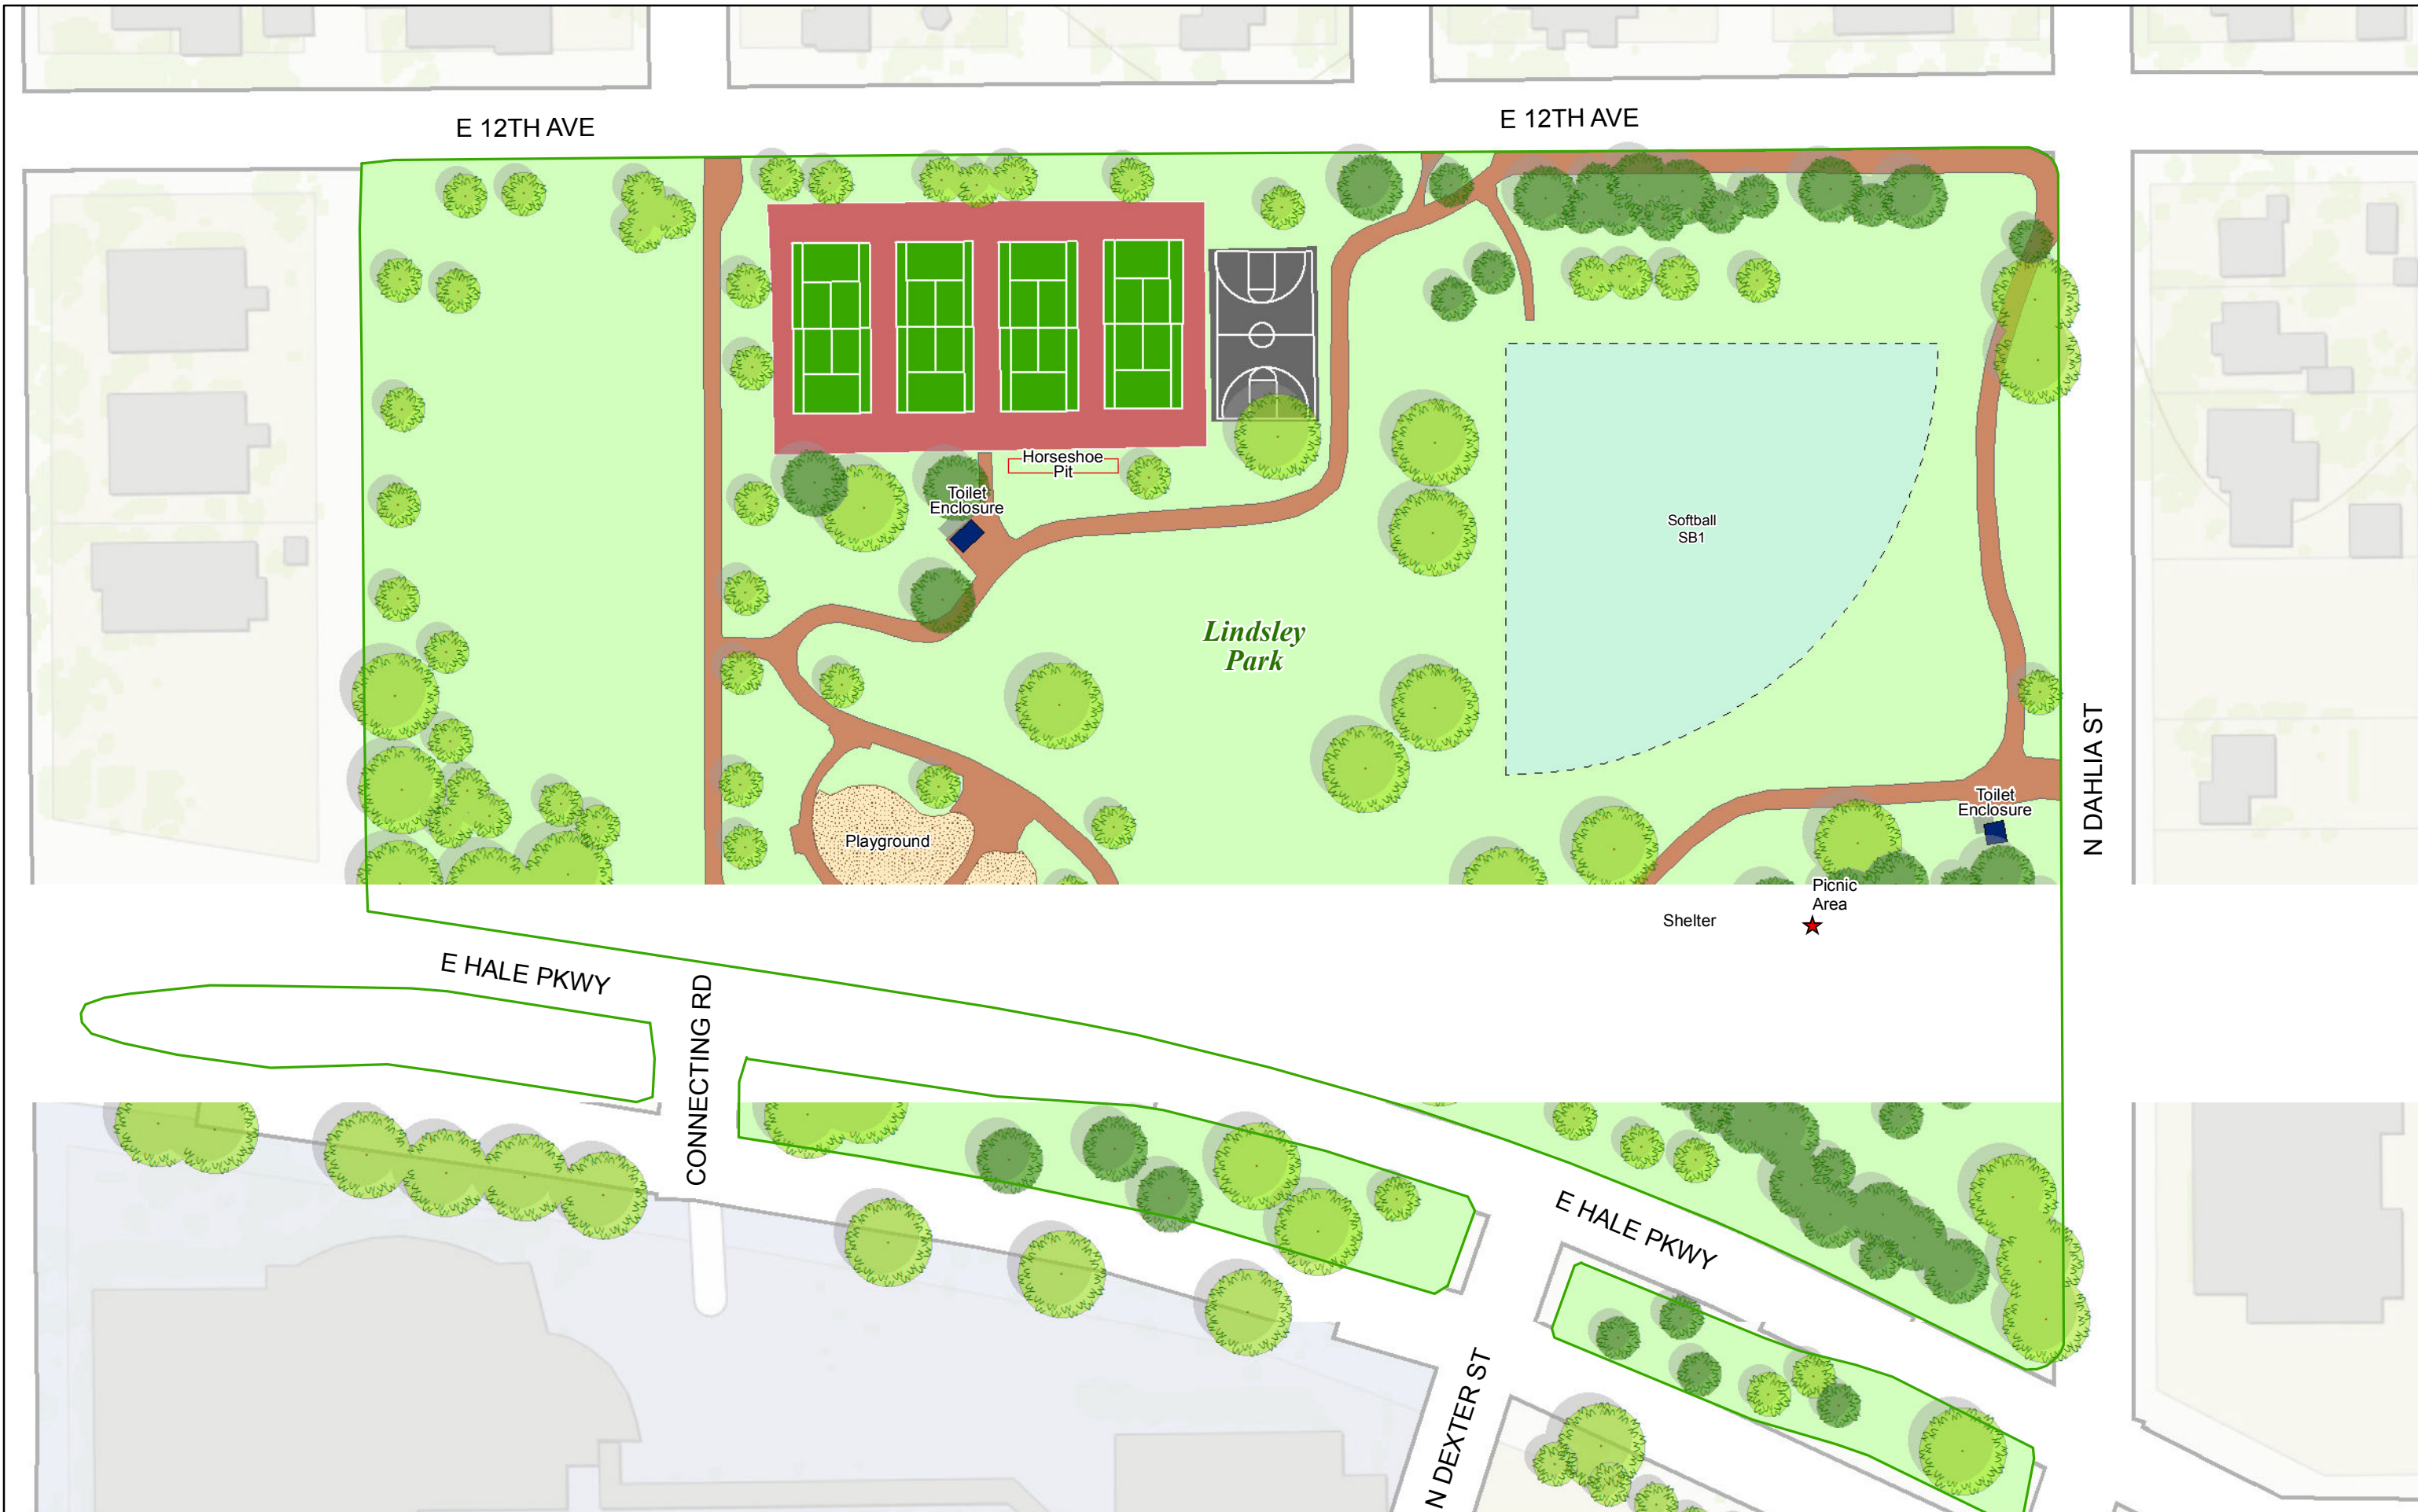 E 12TH AVE
E 12TH AVE
Horseshoe
Pit
Toilet
Enclosure
Softball
SB1
Lindsley
Park
N DAHLIA ST
Toilet
Enclosure
Playground
Picnic
Area
Shelter
E HALE PKWY
CONNECTING RD
E HALE PKWY
N DEXTER ST